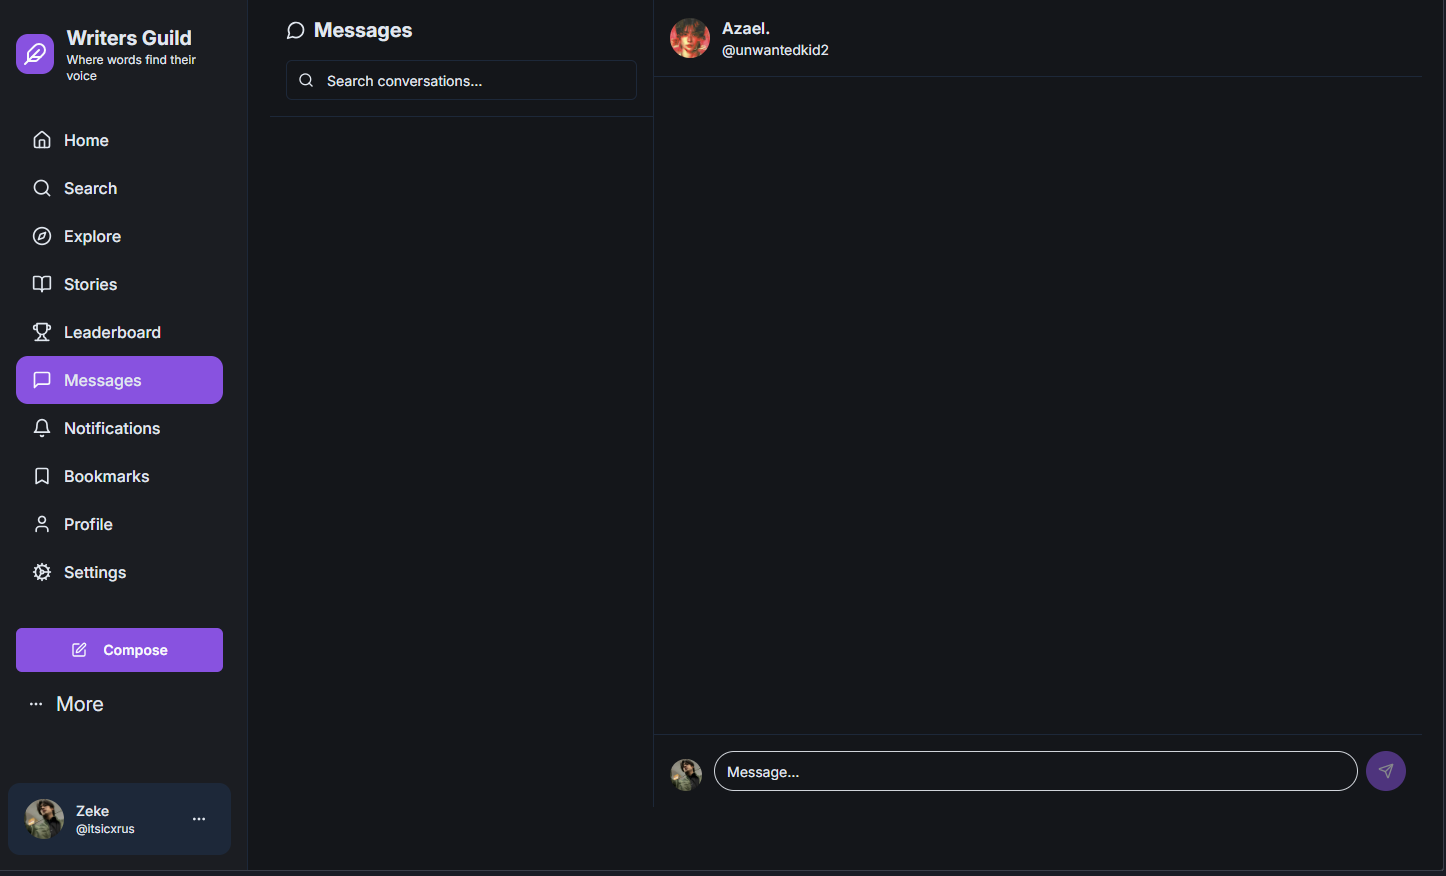 Writers Guild
Where words find their
voice
Home
Search
Explore
Stories
Leaderboard
Messages
Notifications
Bookmarks
Profile
Settings
Compose
More
Zeke
@itsicxrus
Messages
Search conversations...
Azael.
@unwantedkid2
Message...